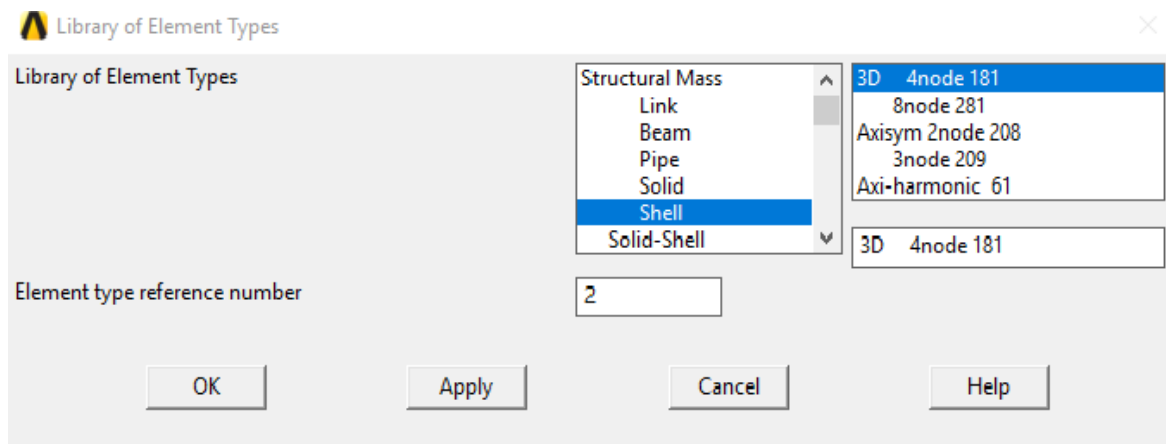 Library of Element Types
Library of Element Types
Structural Mass
Link
Beam
Pipe
Solid
Shell
Solid-Shell
3D 4node 181
8node 281
Axisym 2node 208
3node 209
Axi-harmonic 61
3D 4node 181
Element type reference number
2
OK Apply Cancel Help